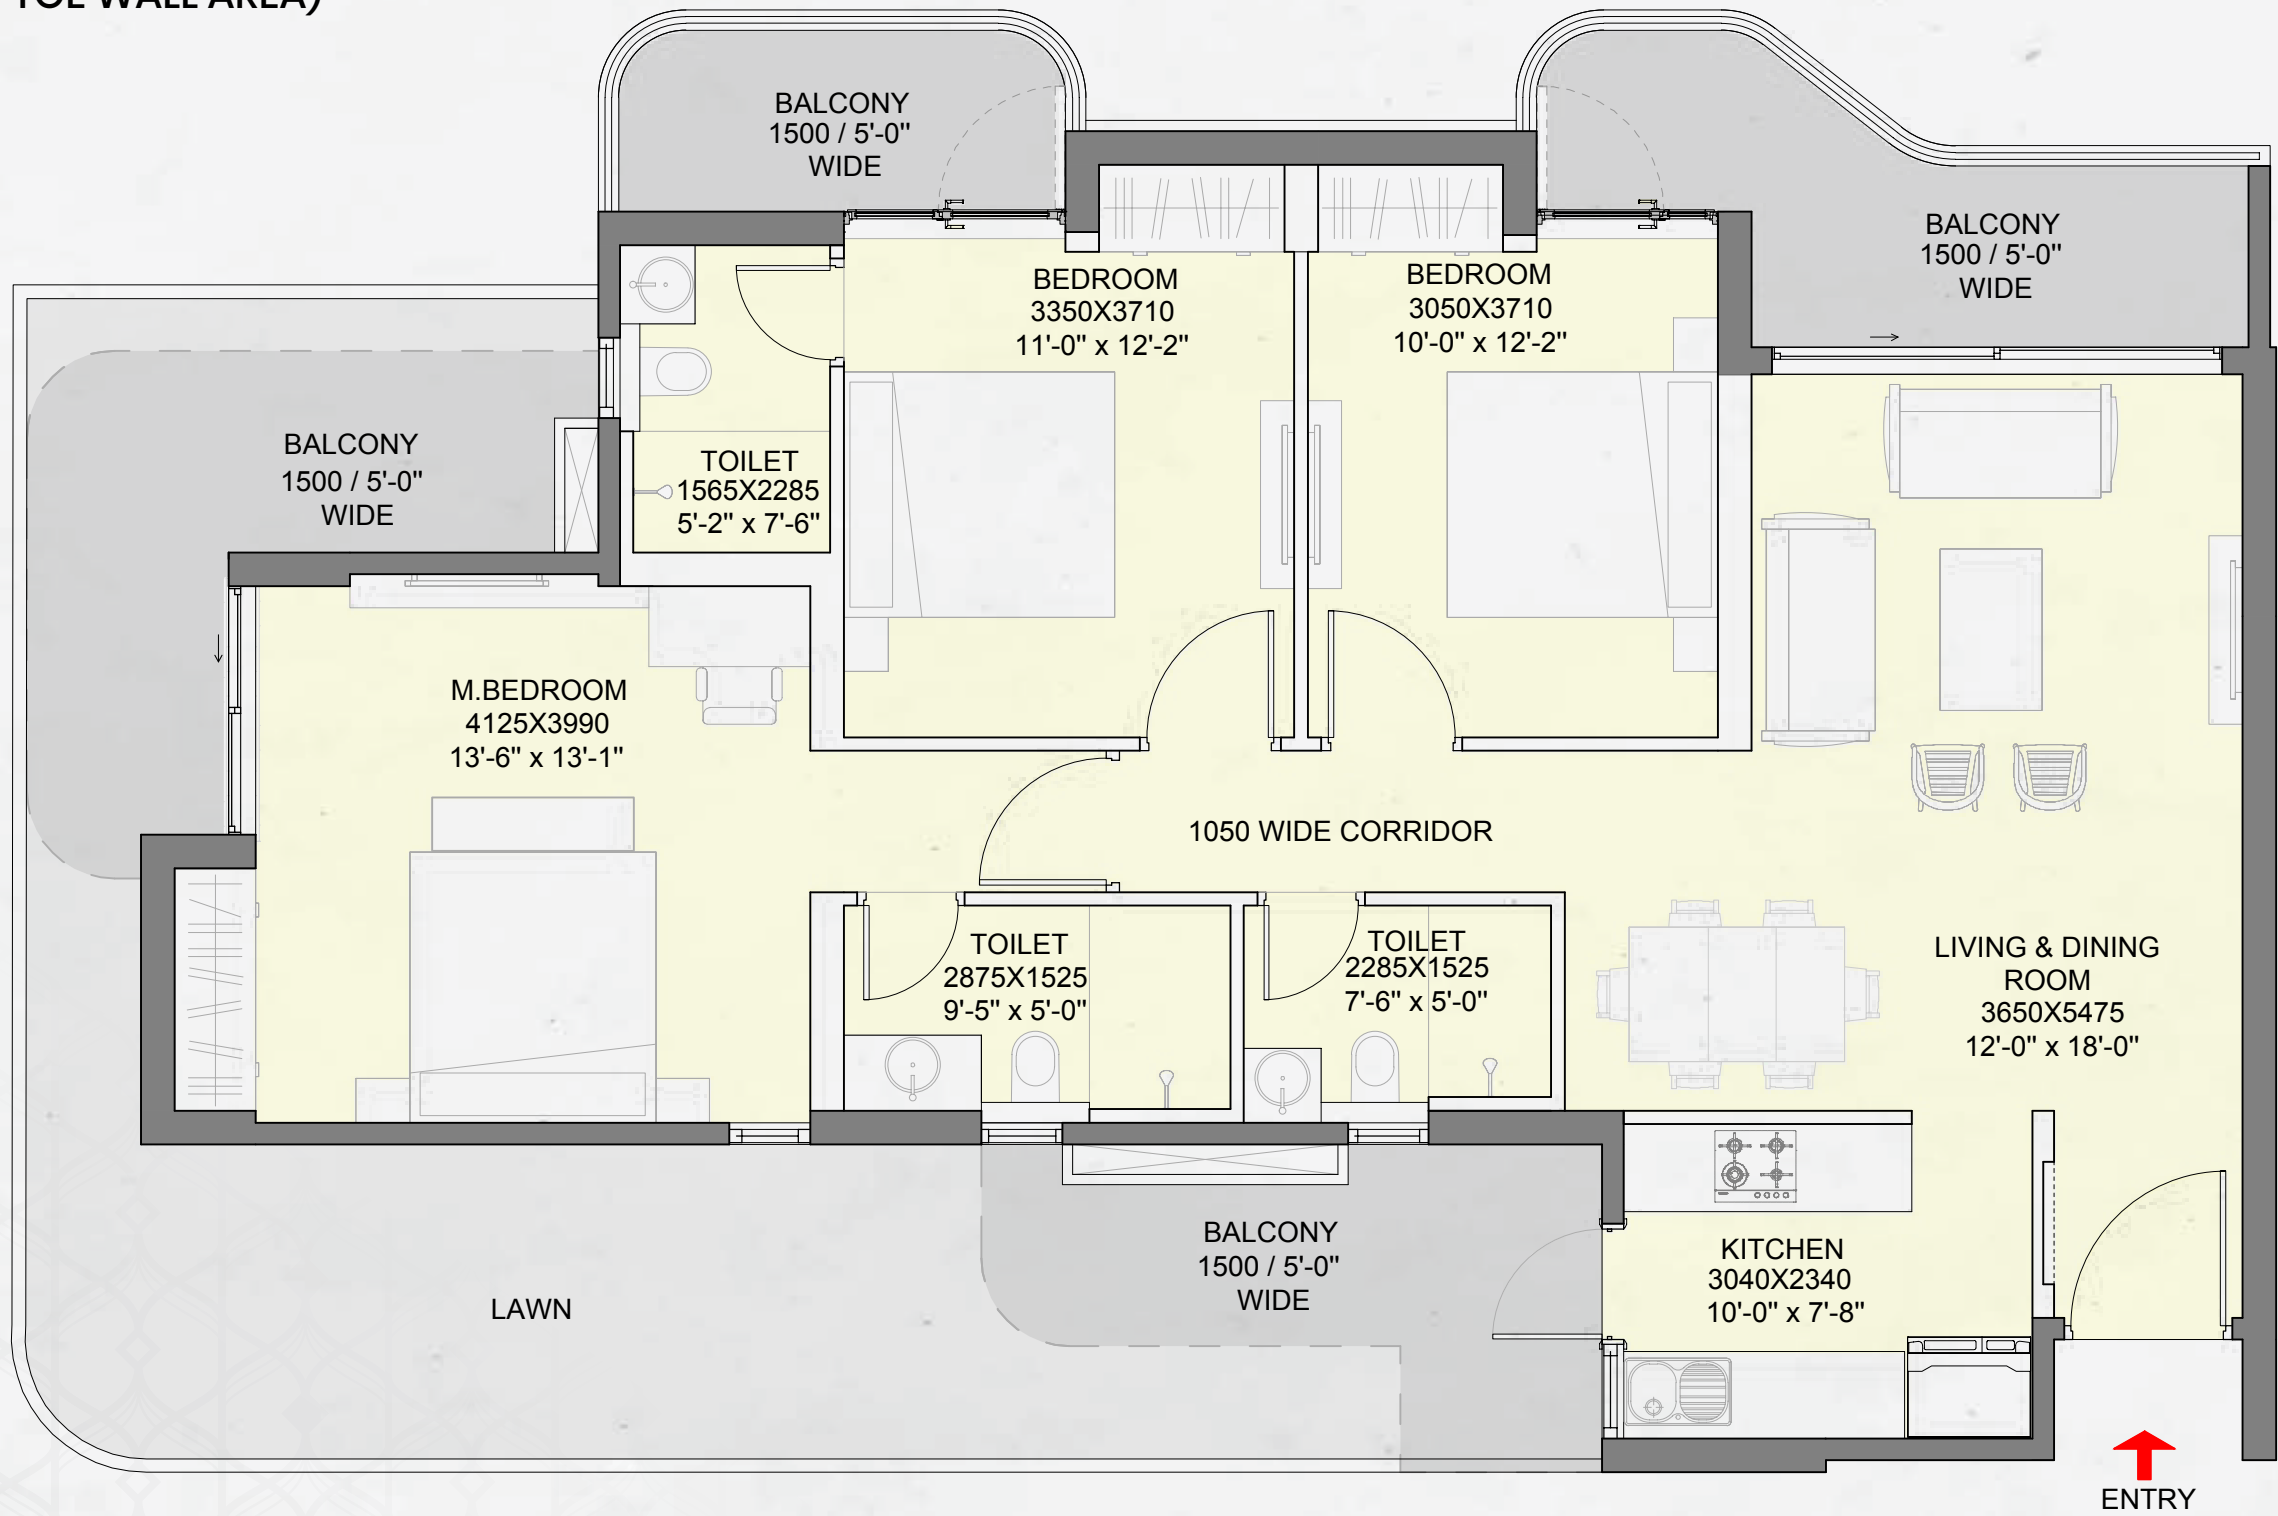 WALL AREA)
BALCONY
1500 / 5'-0"
WIDE
BALCONY
1500 / 5'-0"
WIDE
BEDROOM
3350X3710
11'-0" x 12'-2"
BEDROOM
3050X3710
10'-0" x 12'-2"
BALCONY
1500 / 5'-0"
WIDE
TOILET
1565X2285
5'-2" x 7'-6"
M.BEDROOM
4125X3990
13'-6" x 13'-1"
1050 WIDE CORRIDOR
TOILET
2875X1525
9'-5" x 5'-0"
TOILET
2285X1525
7'-6" x 5'-0"
LIVING & DINING
ROOM
3650X5475
12'-0" x 18'-0"
BALCONY
1500 / 5'-0"
WIDE
KITCHEN
3040X2340
10'-0" x 7'-8"
LAWN
ENTRY